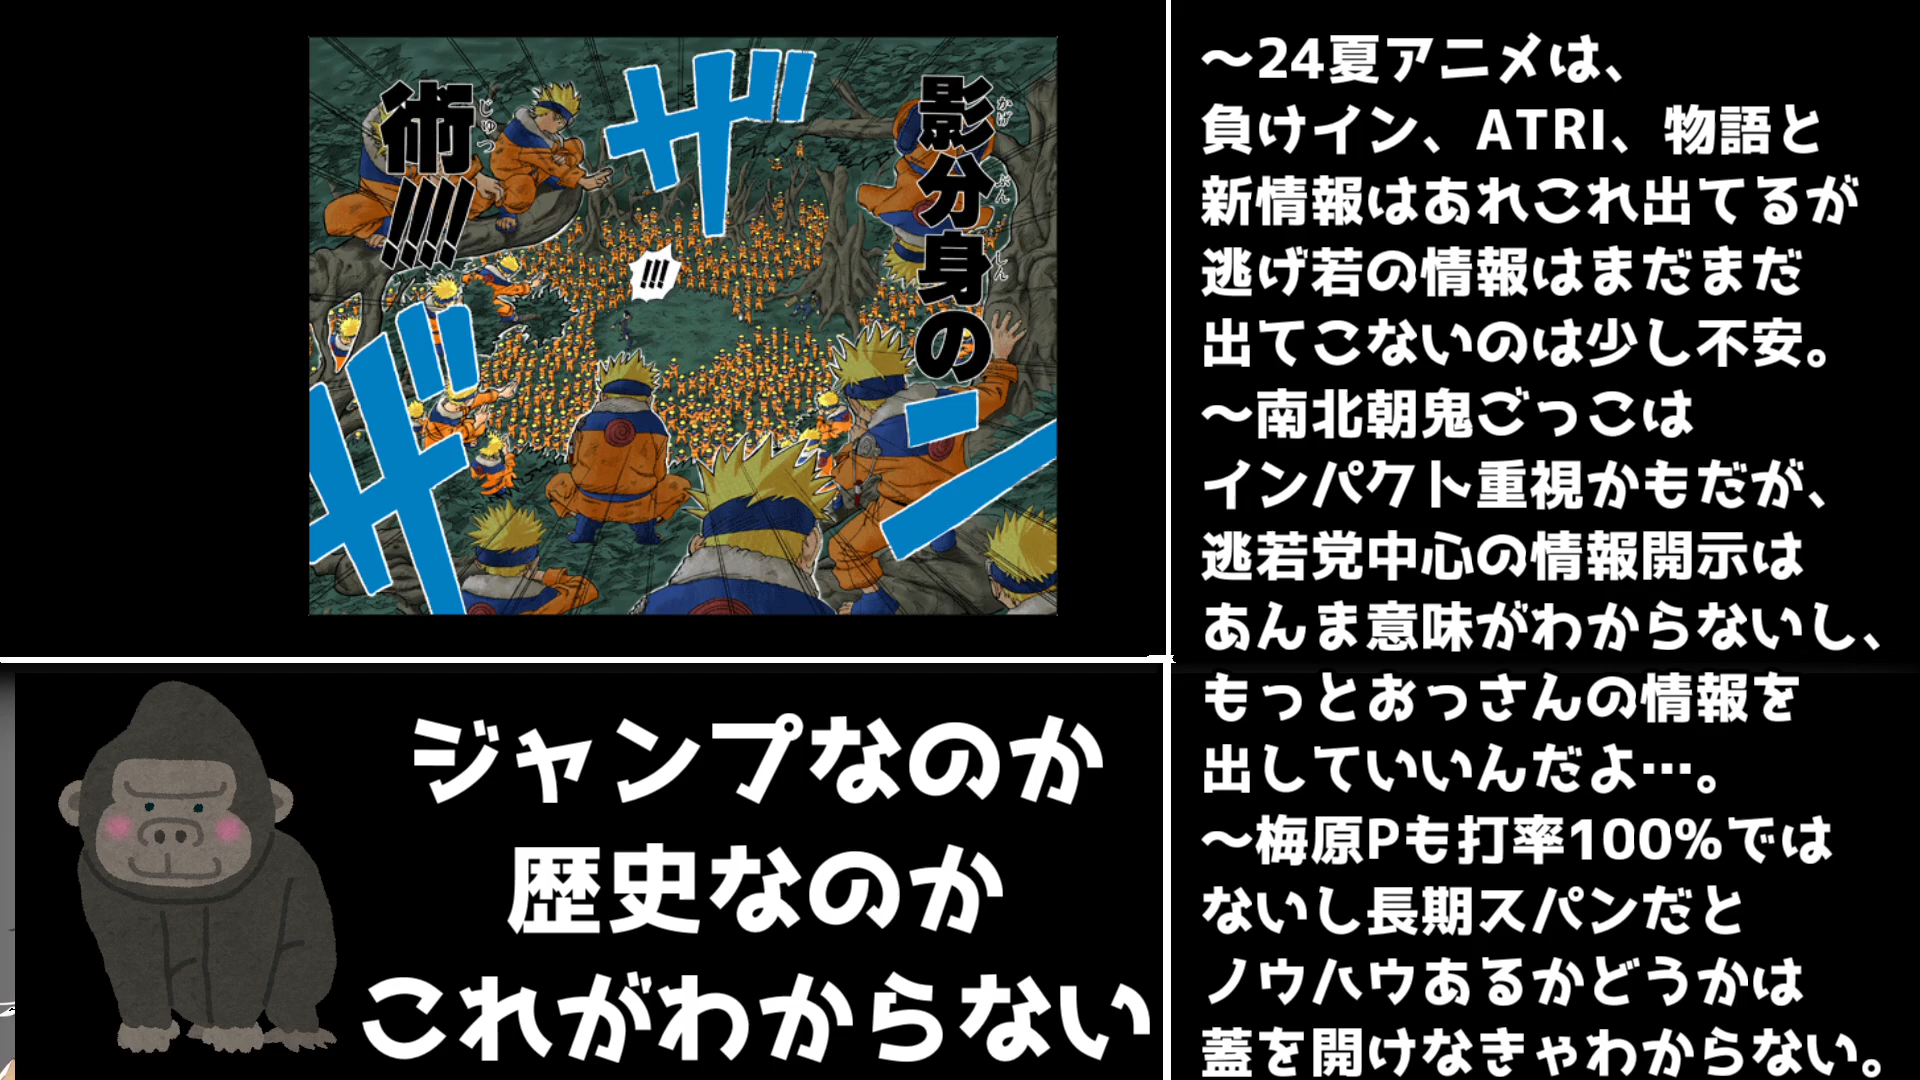 影分身の
かげ
ぶん
しん
術!!!!
じゅつ
ザ
ザ
ン
!!!
ジャンプなのか
歴史なのか
これがわからない
～24夏アニメは、
負けイン、ATRI、物語と
新情報はあれこれ出てるが
逃げ若の情報はまだまだ
出てこないのは少し不安。
～南北朝鬼ごっこは
インパクト重視かもだが、
逃若党中心の情報開示は
あんま意味がわからないし、
もっとおっさんの情報を
出していいんだよ…。
～梅原Pも打率100%では
ないし長期スパンだと
ノウハウあるかどうかは
蓋を開けなきゃわからない。